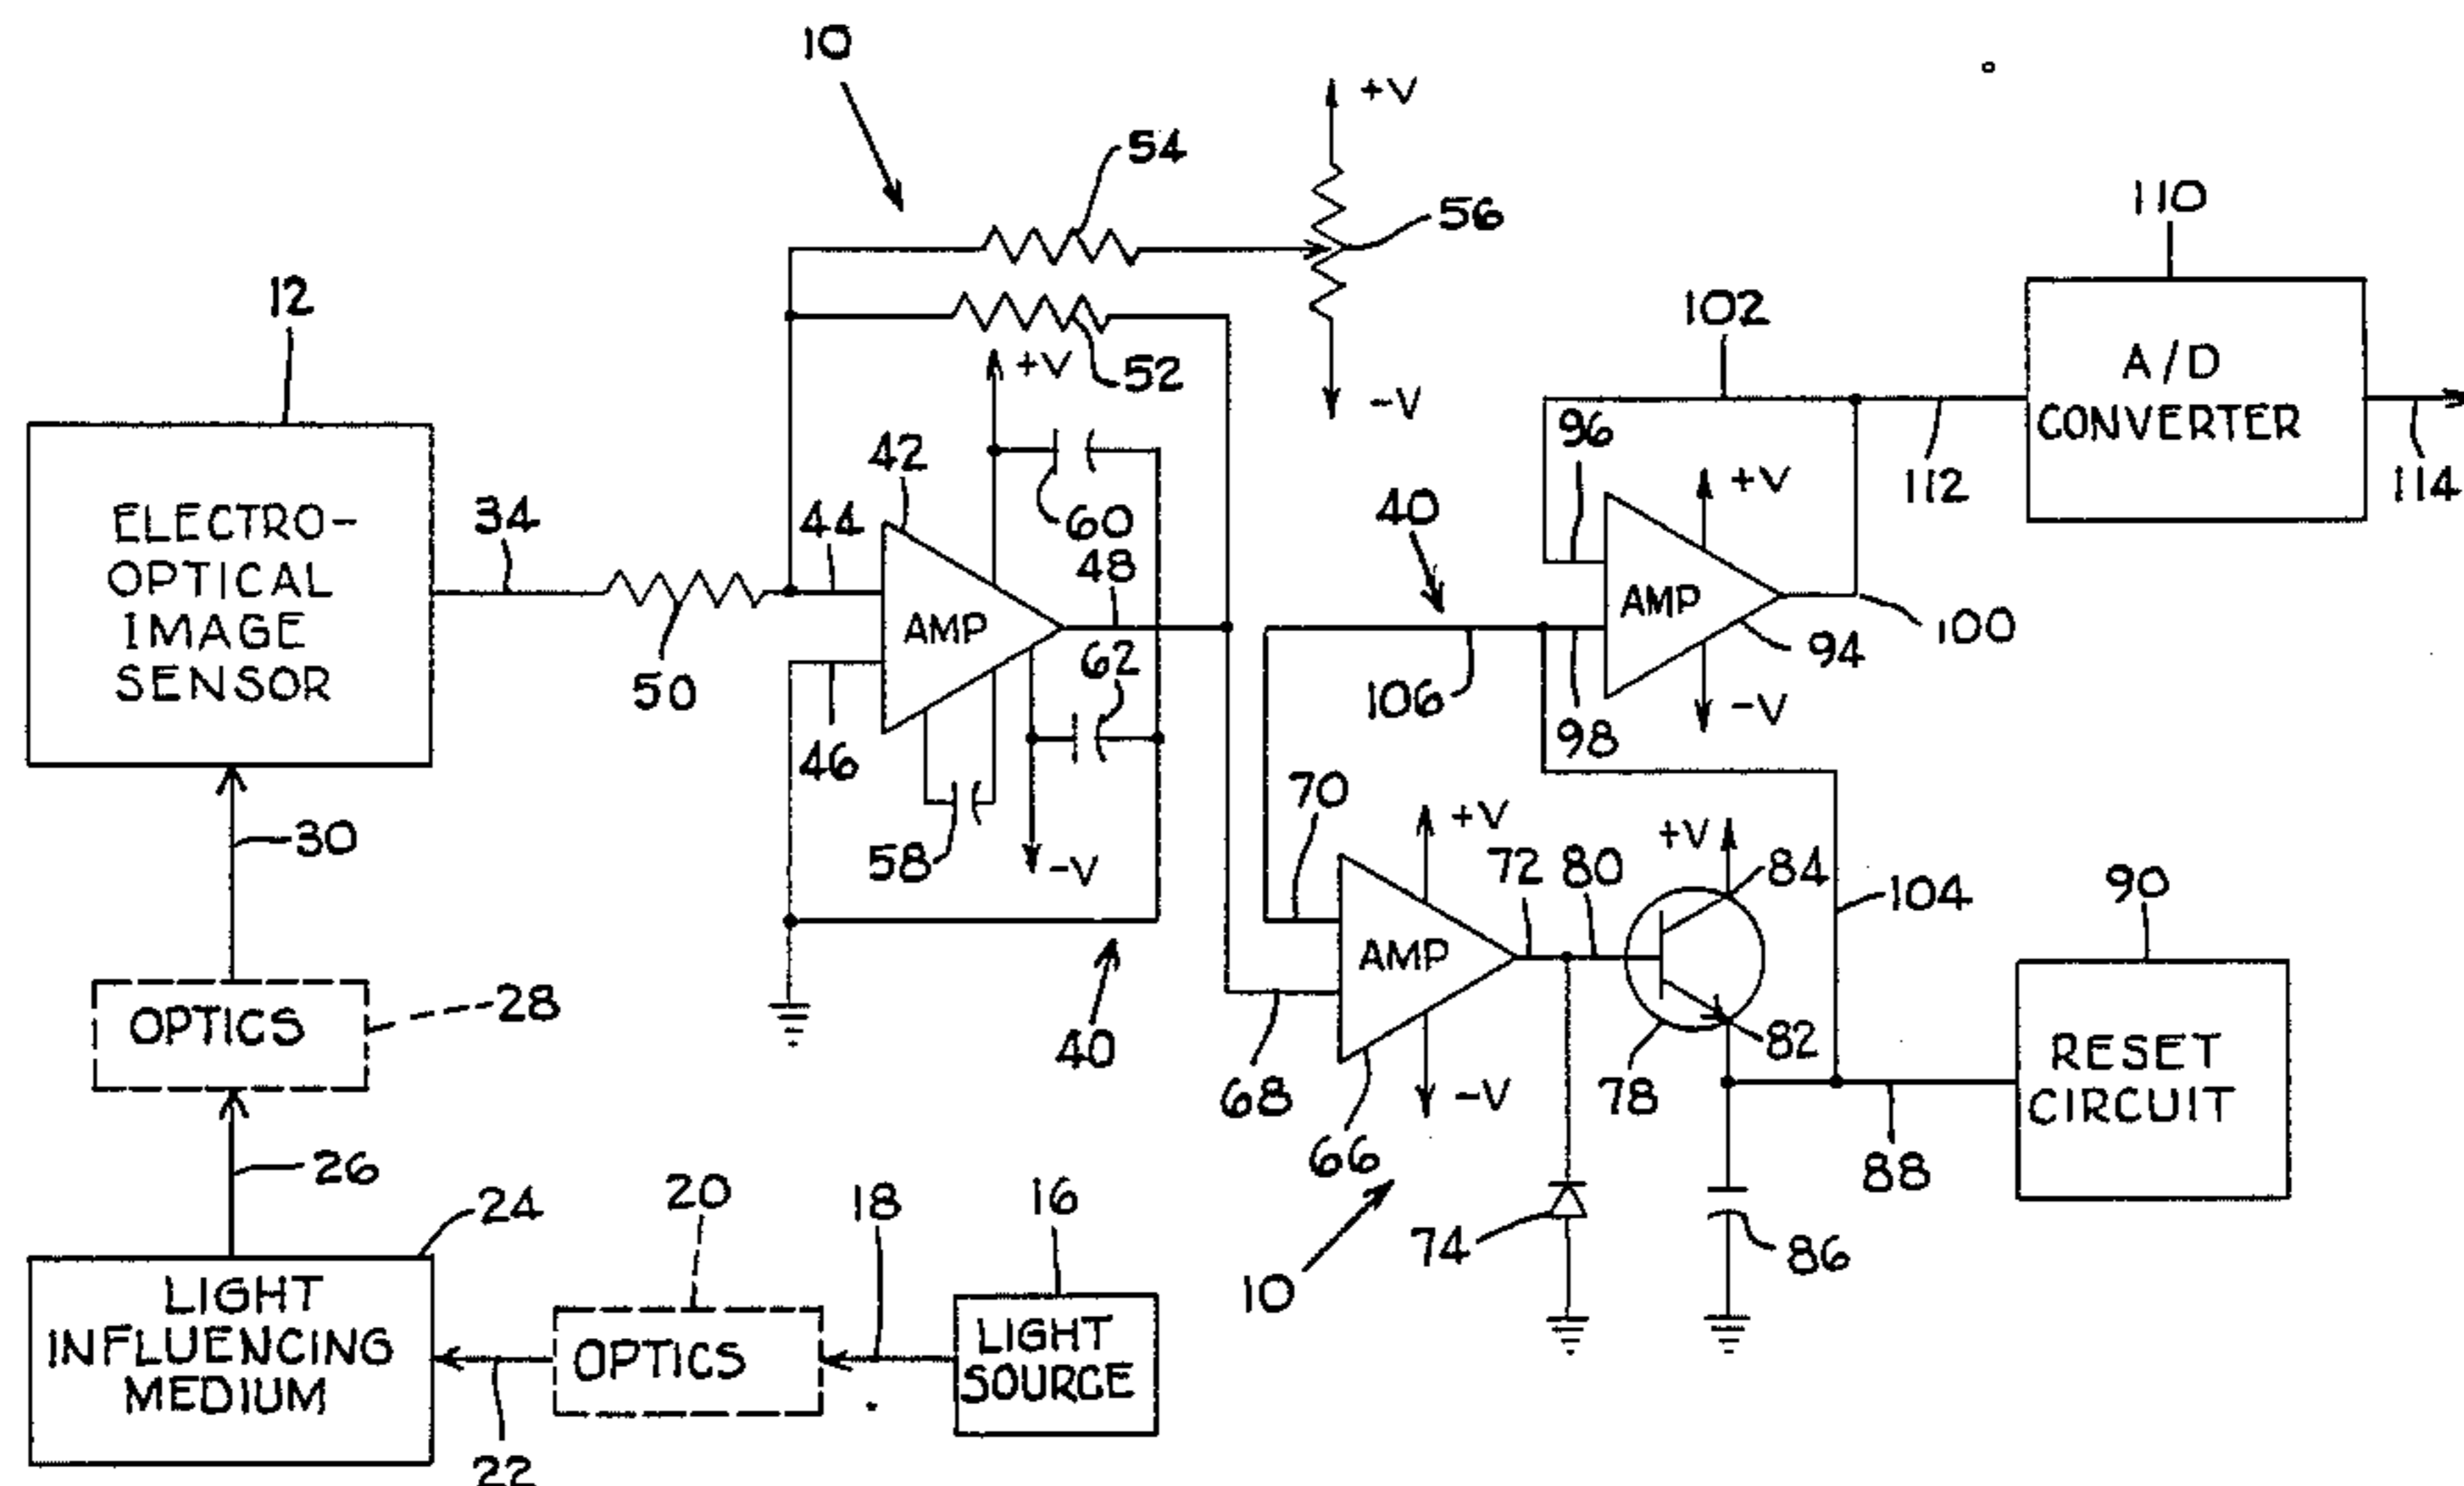 10
+V
54
56
110
12
102
52
+V
-V
A/D
CONVERTER
96
42
+V
112
114
ELECTRO-
OPTICAL
IMAGE
SENSOR
34
44
60
40
48
AMP
AMP
100
94
62
50
46
106
98
-V
70
+V
+V
30
58
-V
72
80
84
104
90
AMP
OPTICS
28
40
68
78
82
RESET
CIRCUIT
-V
66
88
26
20
18
16
24
74
86
10
LIGHT
INFLUENCING
MEDIUM
OPTICS
LIGHT
SOURCE
22